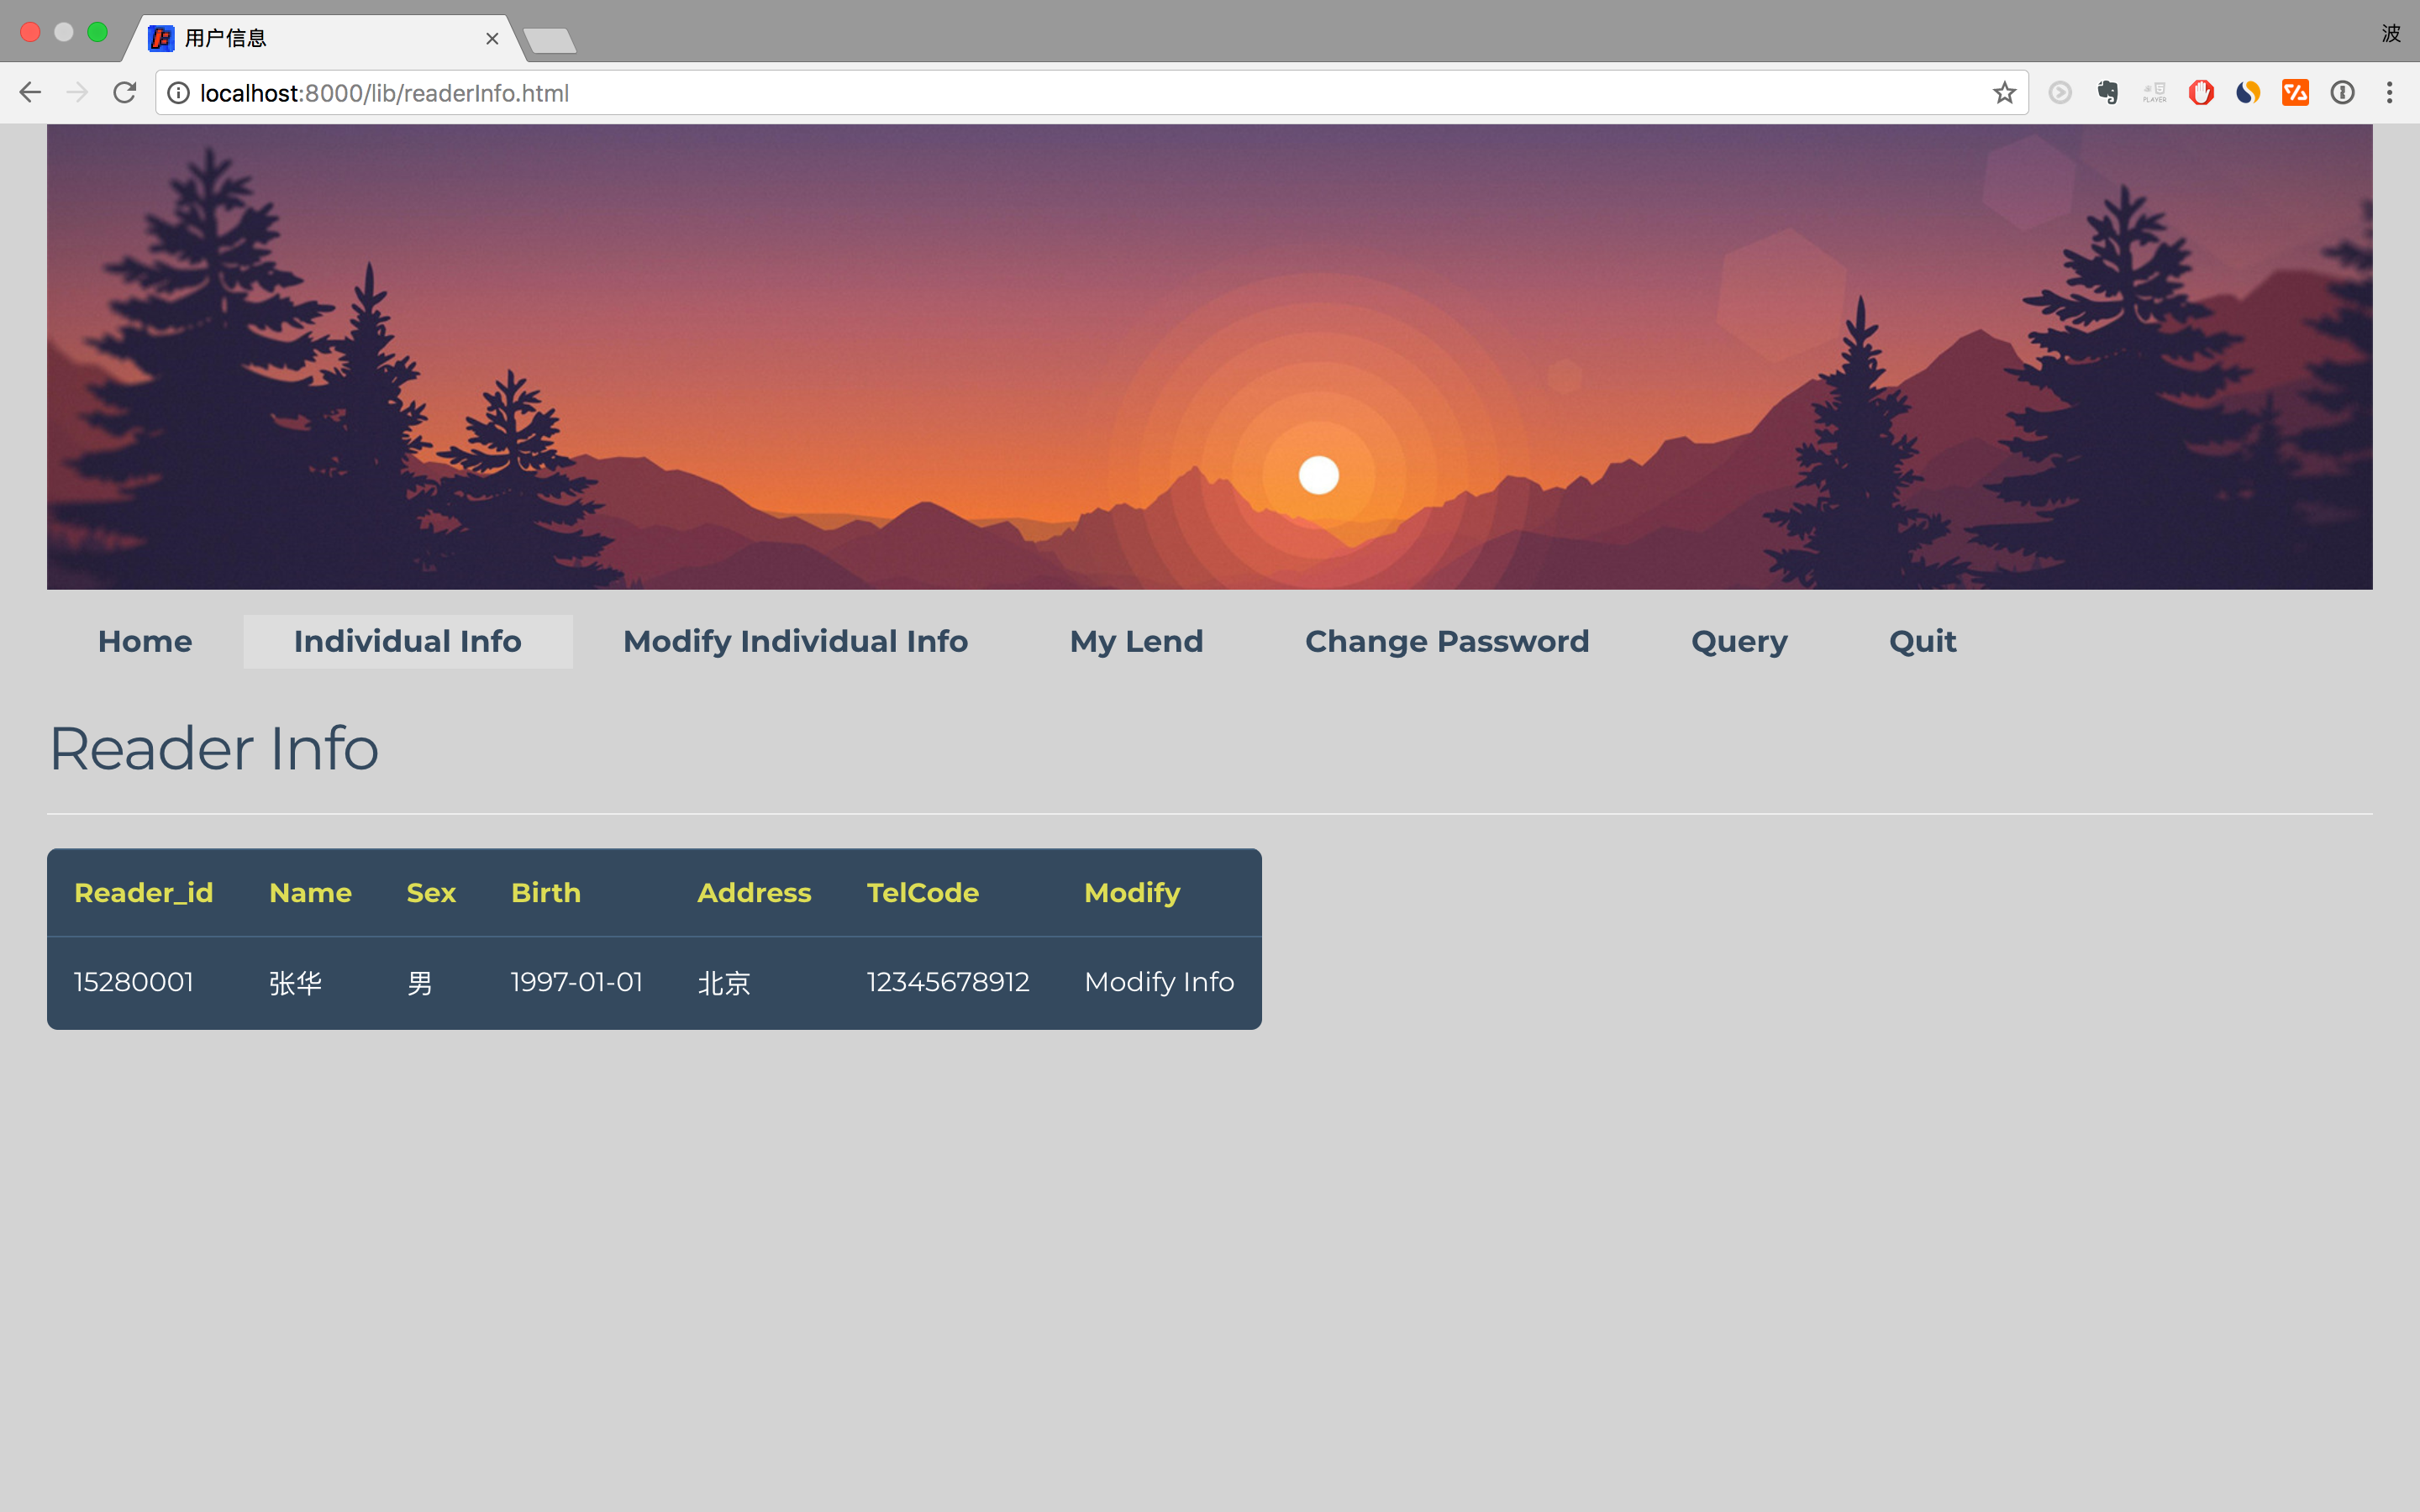 用户信息
波
localhost:8000/lib/readerInfo.html
PLAYER
Home Individual Info Modify Individual Info My Lend Change Password Query Quit
Reader Info
Reader_id Name Sex Birth Address TelCode Modify
15280001 张华 男 1997-01-01 北京 12345678912 Modify Info